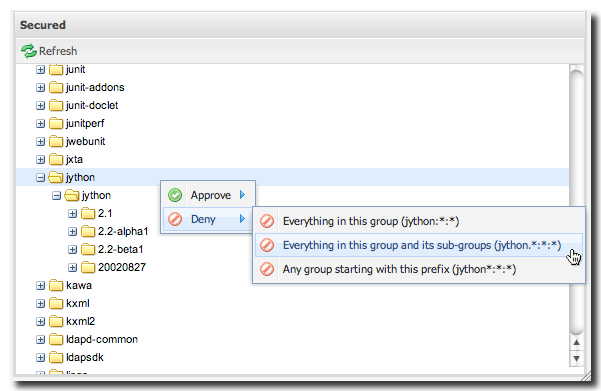 Secured
Refresh
junit
junit-addons
junit-doclet
junitperf
jwebunit
jxta
jython
jython
Approve
2.1
Deny
Everything in this group (jython:*:*)
2.2-alpha1
2.2-beta1
Everything in this group and its sub-groups (jython.*:*:*)
20020827
Any group starting with this prefix (jython*:*:*)
kawa
kxml
kxml2
ldapd-common
ldapsdk